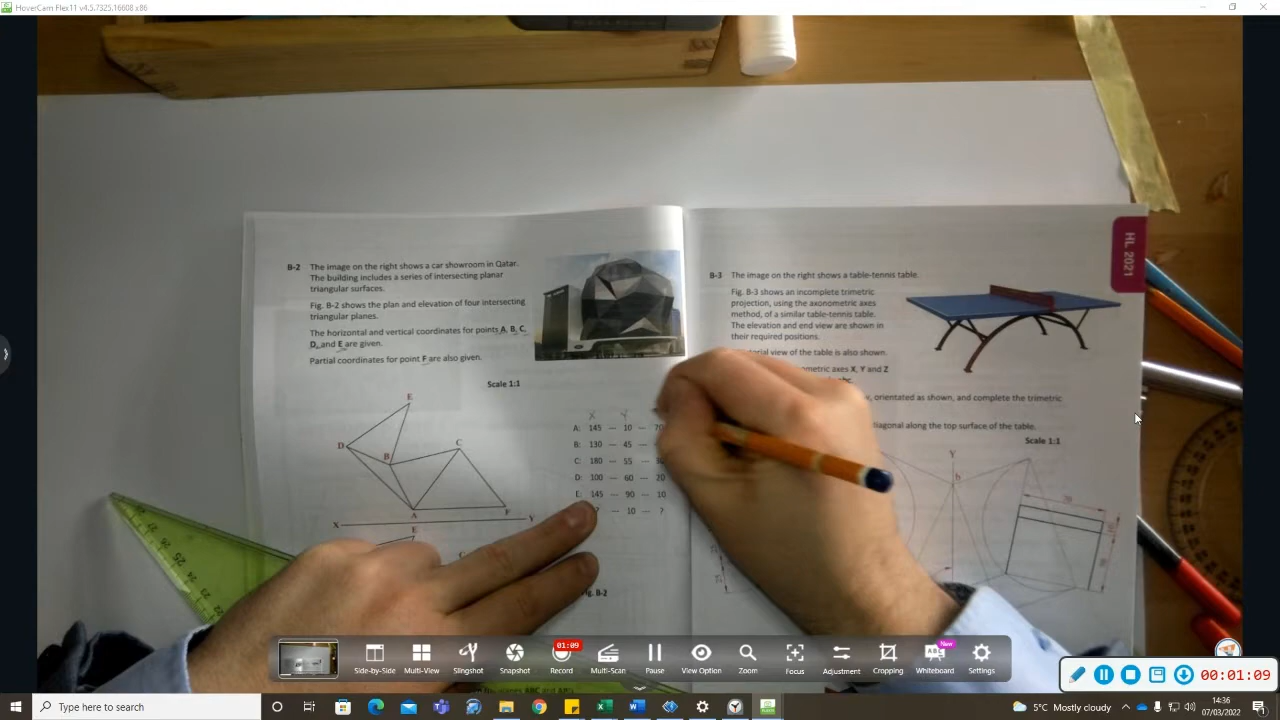 HoverCam Flex11 v4.5.7325.16608 x86
HL 2021
B-2 The image on the right shows a car showroom in Qatar.
The building includes a series of intersecting planar
triangular surfaces.
Fig. B-2 shows the plan and elevation of four intersecting
triangular planes.
The horizontal and vertical coordinates for points A, B, C,
D, and E are given.
Partial coordinates for point F are also given.
Scale 1:1
E
D
B
C
A
F
X
Y
E
C
X Y
A: 145 — 10 — 70
B: 130 — 45 —
C: 180 — 55 —
D: 100 — 60 — 20
E: 145 — 90 — 10
? — 10 — ?
Fig. B-2
B-3 The image on the right shows a table-tennis table.
Fig. B-3 shows an incomplete trimetric
projection, using the axonometric axes
method, of a similar table-tennis table.
The elevation and end view are shown in
their required positions.
view of the table is also shown.
axes X, Y and Z
abc.
orientated as shown, and complete the trimetric
diagonal along the top surface of the table.
Scale 1:1
Y
b
01:09
Side-by-Side Multi-View Slingshot Snapshot Record Multi-Scan Pause View Option Zoom Focus Adjustment Cropping Whiteboard Settings
New
ABC
00:01:09
Type here to search
5°C Mostly cloudy
14:36
07/03/2022